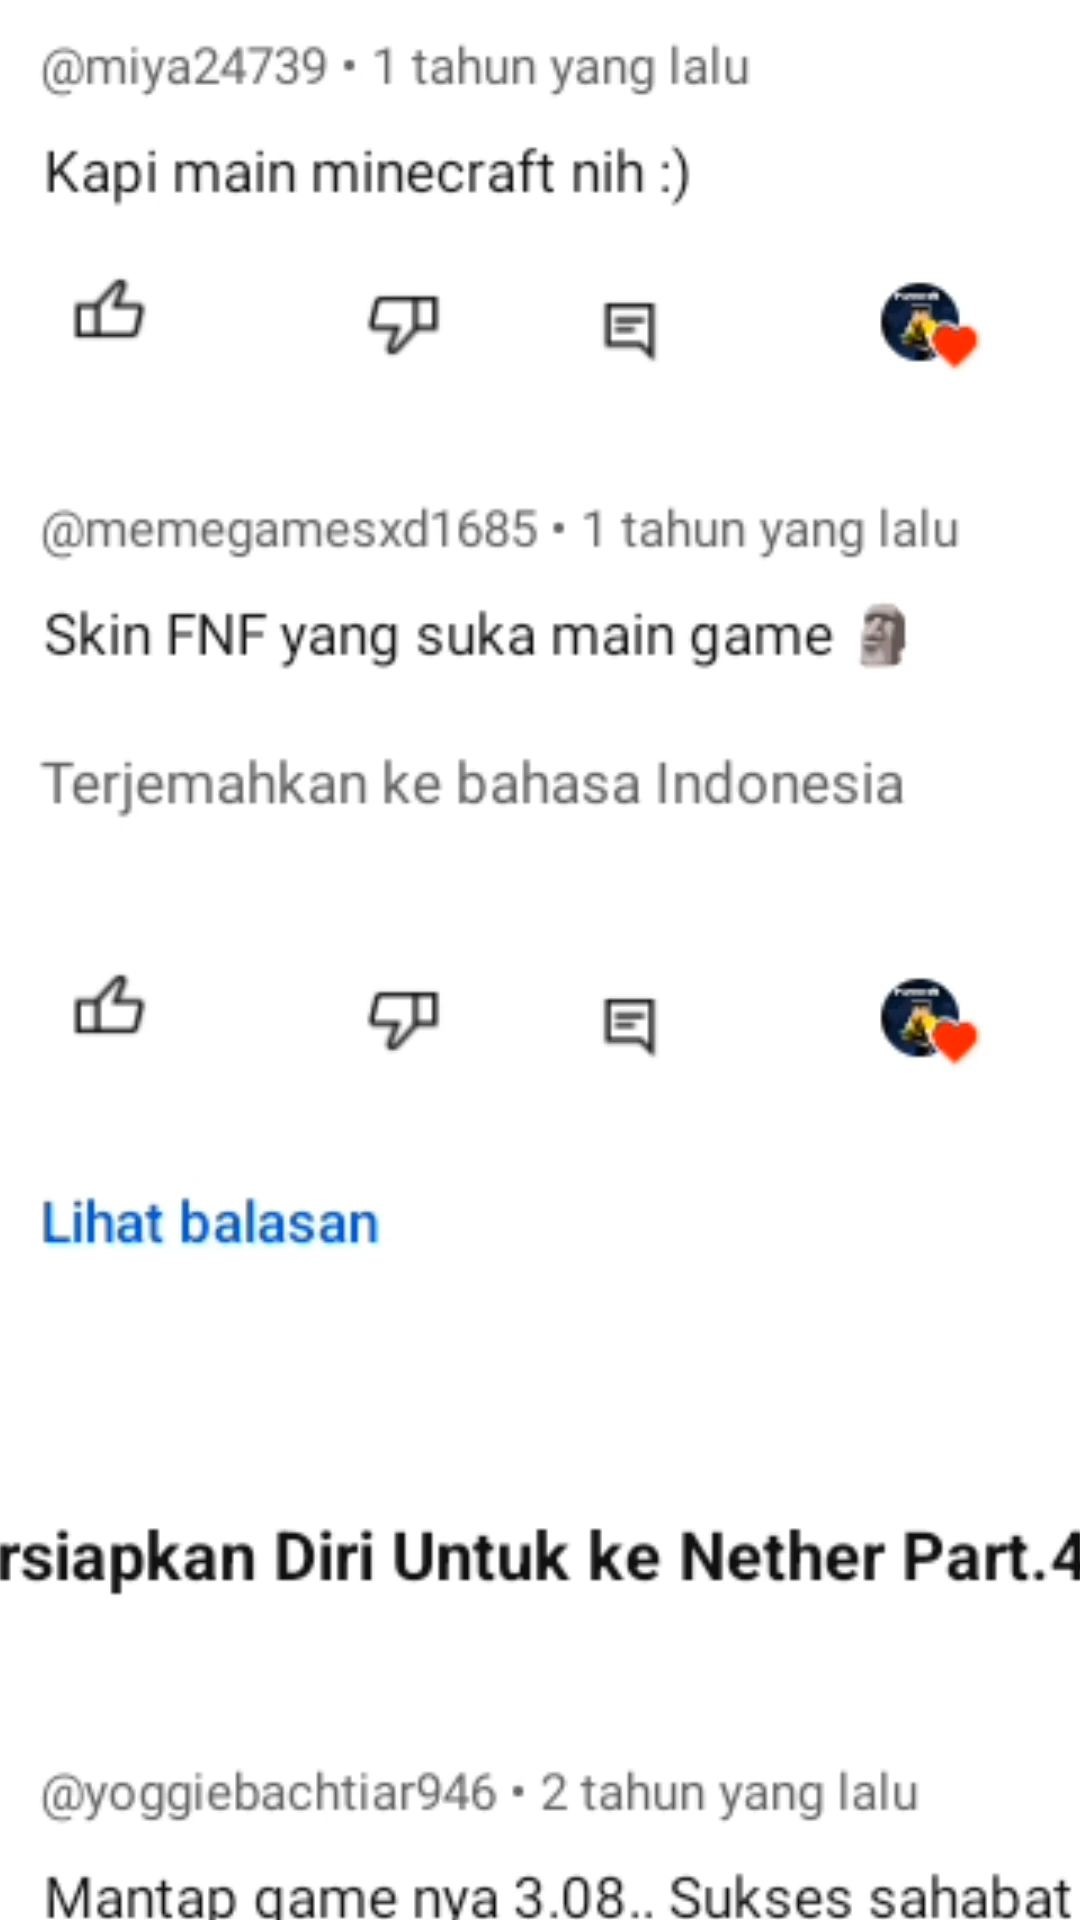 @miya24739 • 1 tahun yang lalu
Kapi main minecraft nih :)
@memegamesxd1685 • 1 tahun yang lalu
Skin FNF yang suka main game 🗿
Terjemahkan ke bahasa Indonesia
Lihat balasan
rsiapkan Diri Untuk ke Nether Part.4
@yoggiebachtiar946 • 2 tahun yang lalu
Mantap game nya 3.08.. Sukses sahabat